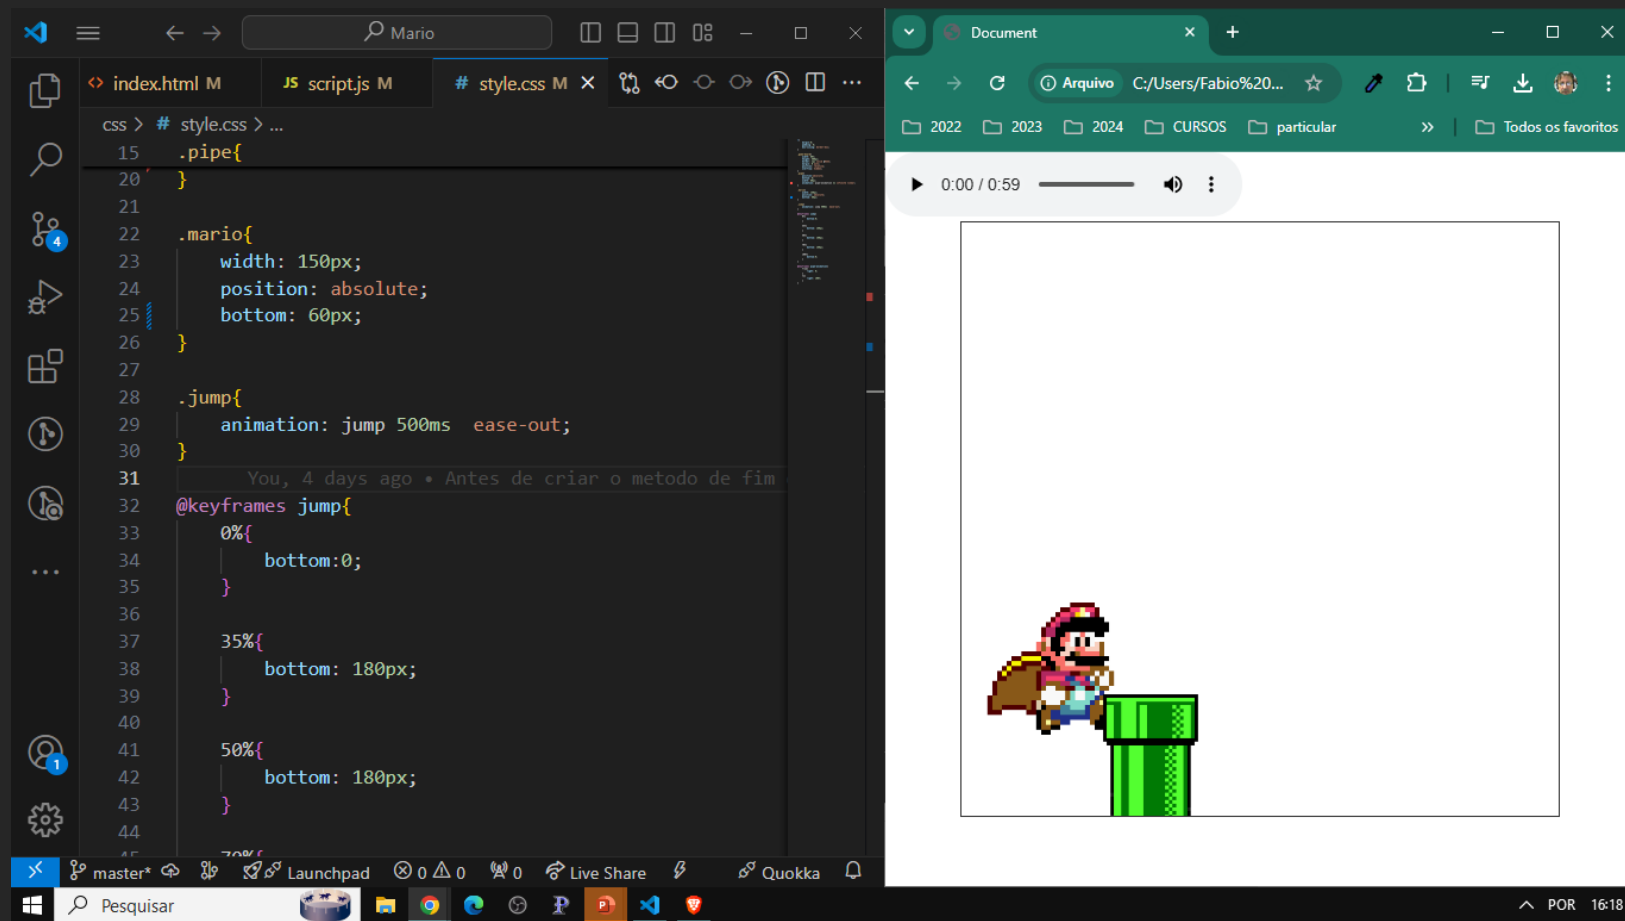 Mario
index.html M
JS script.js M
# style.css M
css > # style.css > ...
15 .pipe{
20 }
21
22 .mario{
23 width: 150px;
24 position: absolute;
25 bottom: 60px;
26 }
27
28 .jump{
29 animation: jump 500ms  ease-out;
30 }
31 You, 4 days ago • Antes de criar o metodo de fim
32 @keyframes jump{
33 0%{
34 bottom:0;
35 }
36
37 35%{
38 bottom: 180px;
39 }
40
41 50%{
42 bottom: 180px;
43 }
44
4
1
master* Launchpad 0 0 0 Live Share Quokka
Document
Arquivo C:/Users/Fabio%20...
2022 2023 2024 CURSOS particular » Todos os favoritos
0:00 / 0:59
Pesquisar
POR 16:18